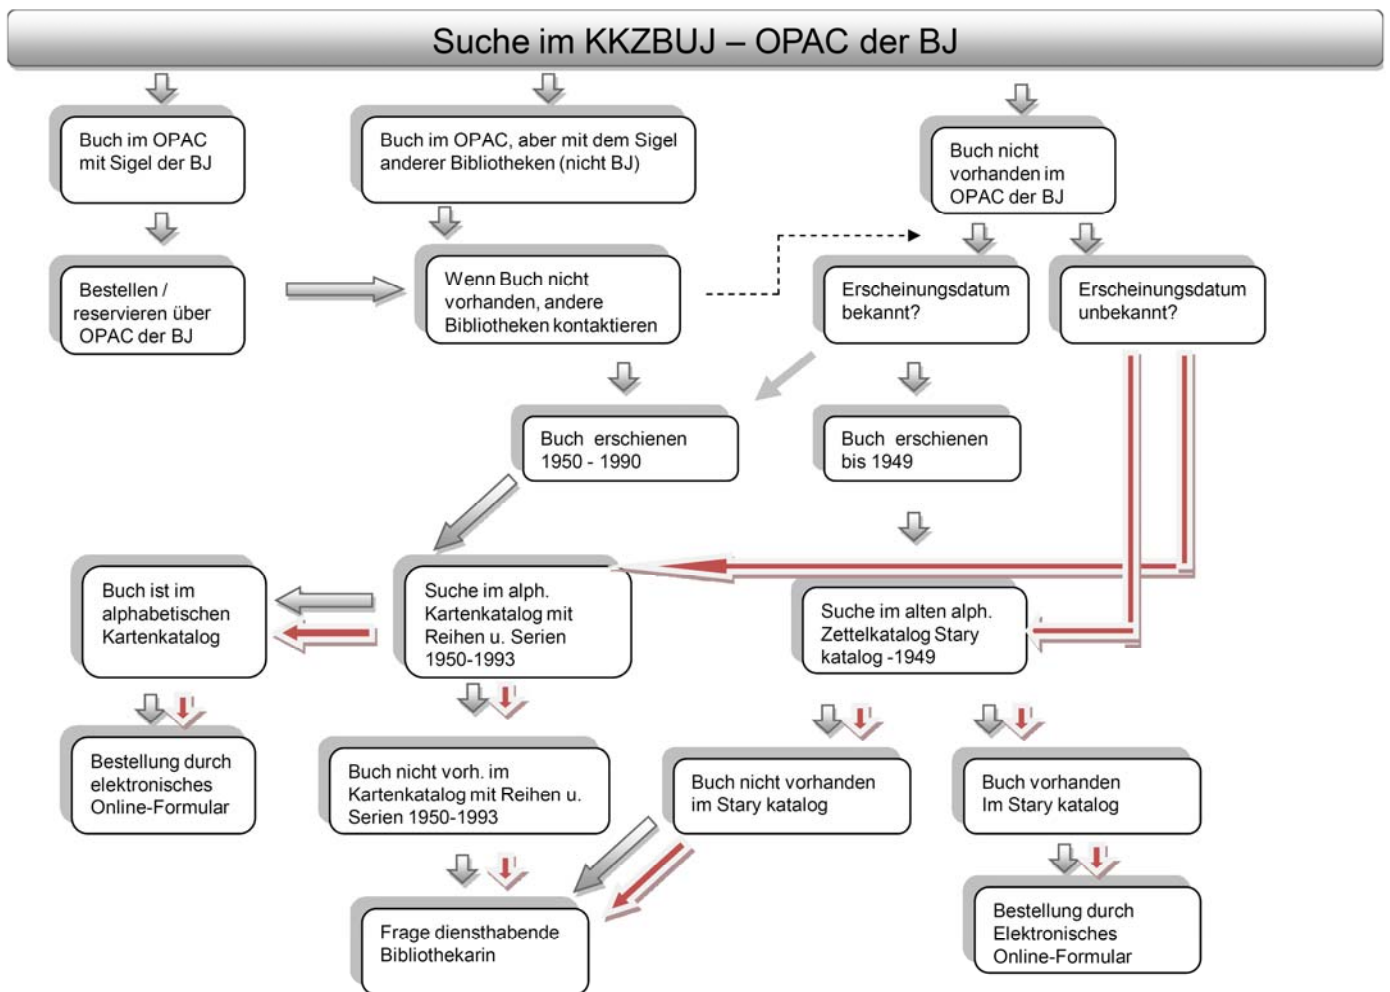 Suche im KKZBUJ – OPAC der BJ
Buch im OPAC
mit Sigel der BJ
Buch im OPAC, aber mit dem Sigel
anderer Bibliotheken (nicht BJ)
Buch nicht
vorhanden im
OPAC der BJ
Bestellen /
reservieren über
OPAC der BJ
Wenn Buch nicht
vorhanden, andere
Bibliotheken kontaktieren
Erscheinungsdatum
bekannt?
Erscheinungsdatum
unbekannt?
Buch erschienen
1950 - 1990
Buch erschienen
bis 1949
Buch ist im
alphabetischen
Kartenkatalog
Suche im alph.
Kartenkatalog mit
Reihen u. Serien
1950-1993
Suche im alten alph.
Zettelkatalog Stary
katalog -1949
Bestellung durch
elektronisches
Online-Formular
Buch nicht vorh. im
Kartenkatalog mit Reihen u.
Serien 1950-1993
Buch nicht vorhanden
im Stary katalog
Buch vorhanden
Im Stary katalog
Frage diensthabende
Bibliothekarin
Bestellung durch
Elektronisches
Online-Formular